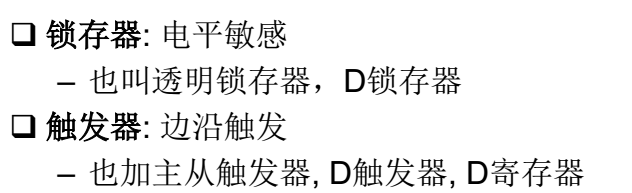 ❑ 锁存器: 电平敏感
– 也叫透明锁存器，D锁存器
❑ 触发器: 边沿触发
– 也加主从触发器, D触发器, D寄存器